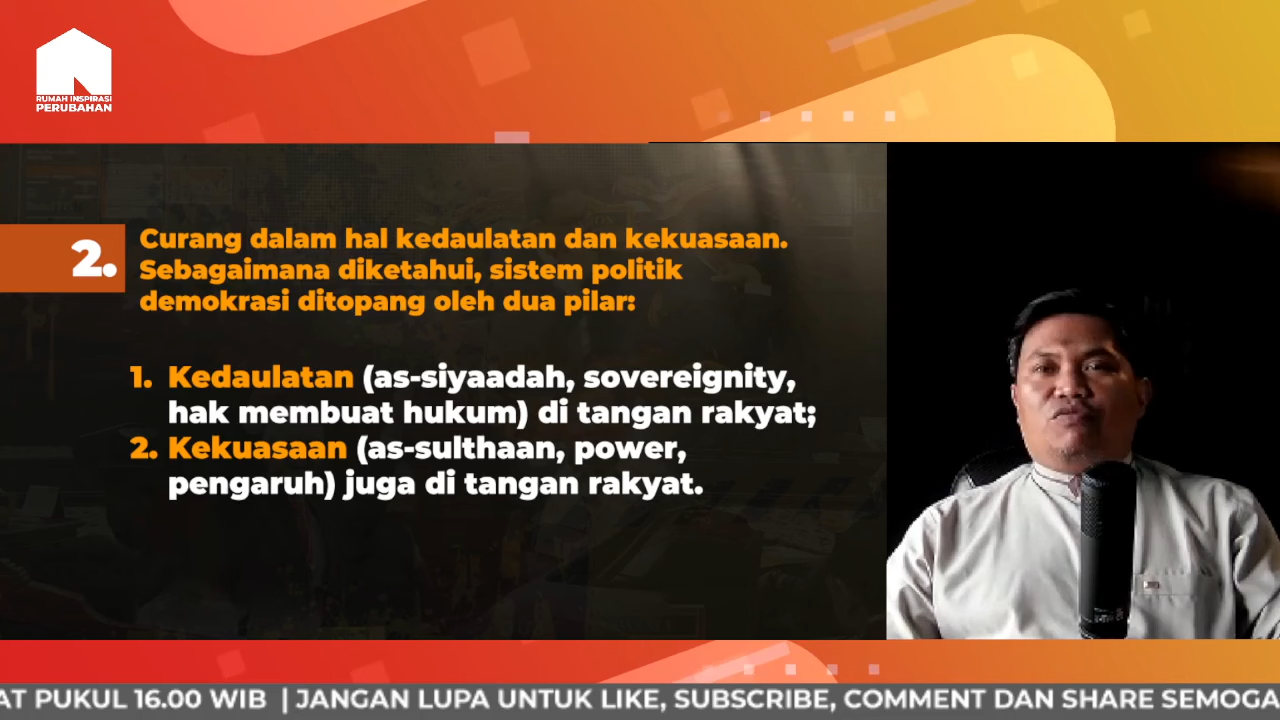 RUMAH INSPIRASI
PERUBAHAN
2.
Curang dalam hal kedaulatan dan kekuasaan.
Sebagaimana diketahui, sistem politik
demokrasi ditopang oleh dua pilar:
1. Kedaulatan (as-siyaadah, sovereignity,
hak membuat hukum) di tangan rakyat;
2. Kekuasaan (as-sulthaan, power,
pengaruh) juga di tangan rakyat.
AT PUKUL 16.00 WIB | JANGAN LUPA UNTUK LIKE, SUBSCRIBE, COMMENT DAN SHARE SEMOGA